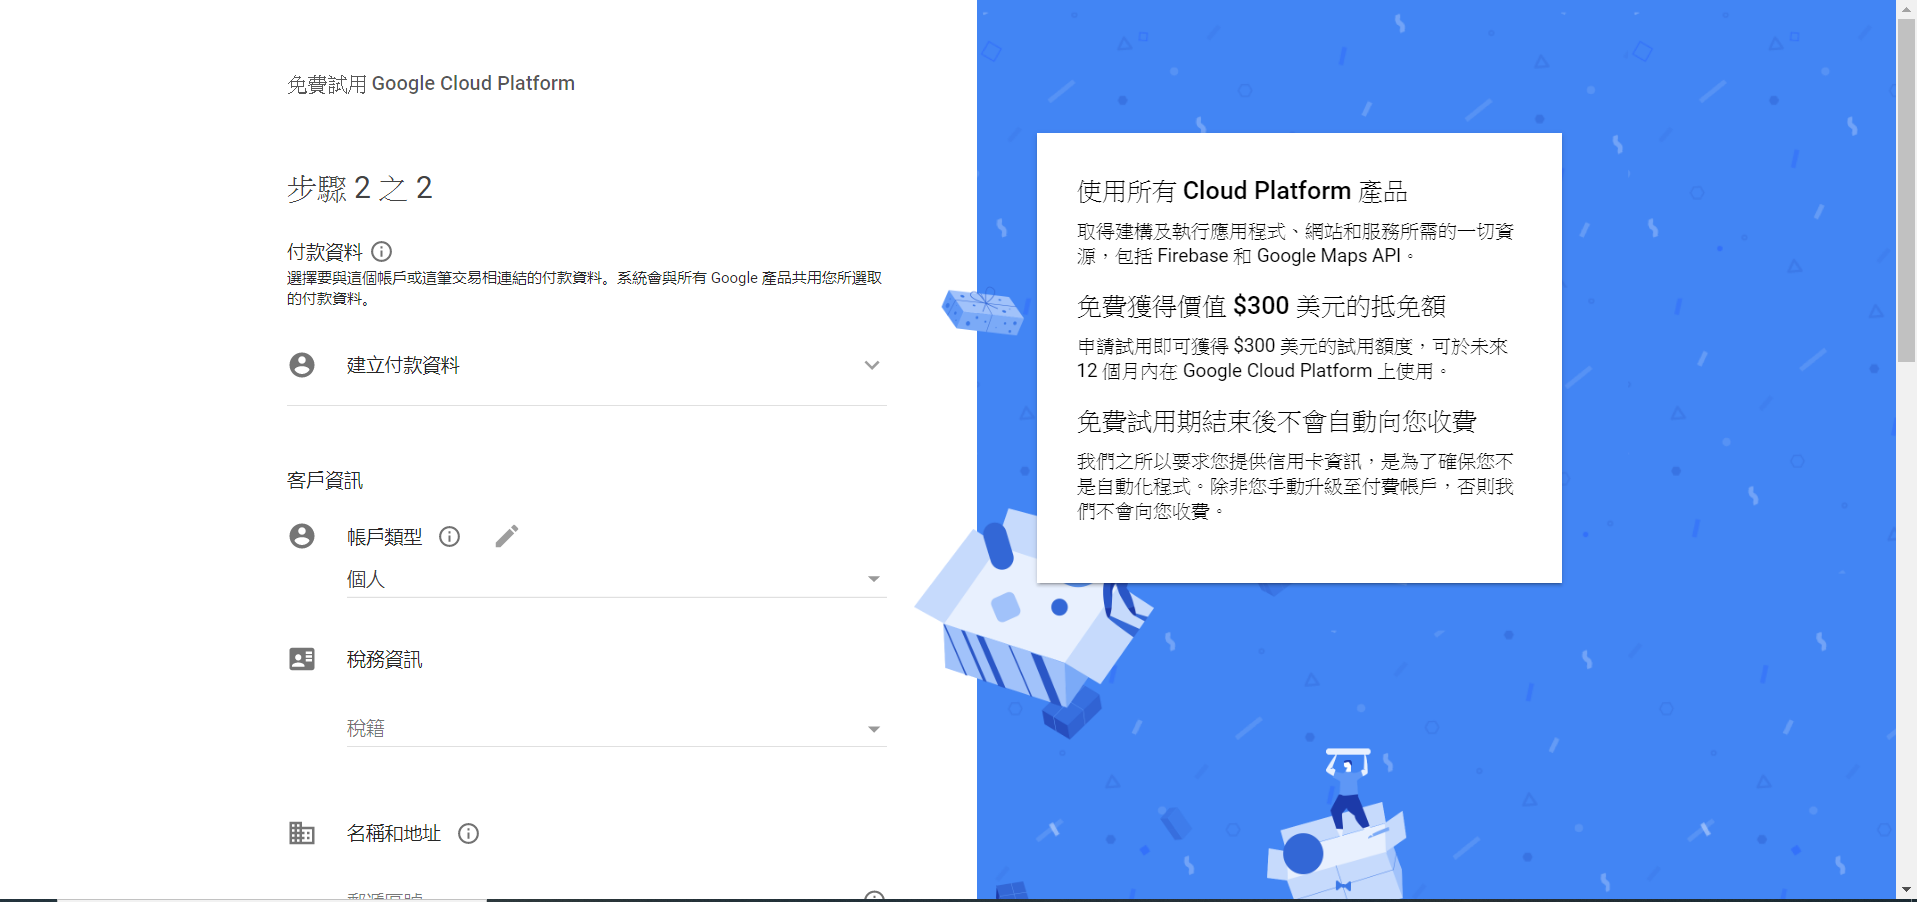 免費試用 Google Cloud Platform
步驟 2 之 2
付款資料
選擇要與這個帳戶或這筆交易相連結的付款資料。系統會與所有 Google 產品共用您所選取
的付款資料。
建立付款資料
客戶資訊
帳戶類型
個人
稅務資訊
稅籍
名稱和地址
使用所有 Cloud Platform 產品
取得建構及執行應用程式、網站和服務所需的一切資
源，包括 Firebase 和 Google Maps API。
免費獲得價值 $300 美元的抵免額
申請試用即可獲得 $300 美元的試用額度，可於未來
12 個月內在 Google Cloud Platform 上使用。
免費試用期結束後不會自動向您收費
我們之所以要求您提供信用卡資訊，是為了確保您不
是自動化程式。除非您手動升級至付費帳戶，否則我
們不會向您收費。